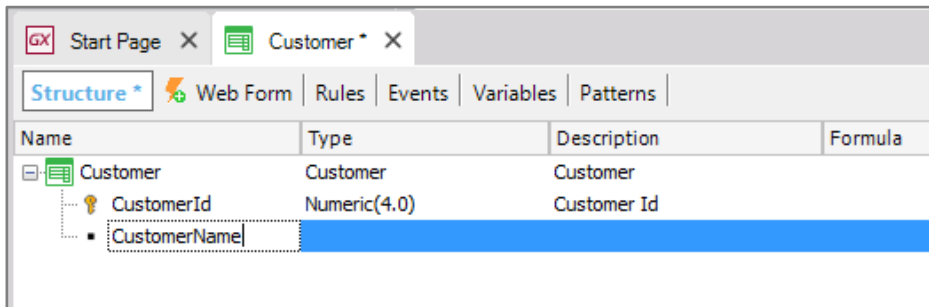 GX Start Page Customer *
Structure * Web Form Rules Events Variables Patterns
Name Type Description Formula
Customer Customer Customer
CustomerId Numeric(4.0) Customer Id
CustomerName